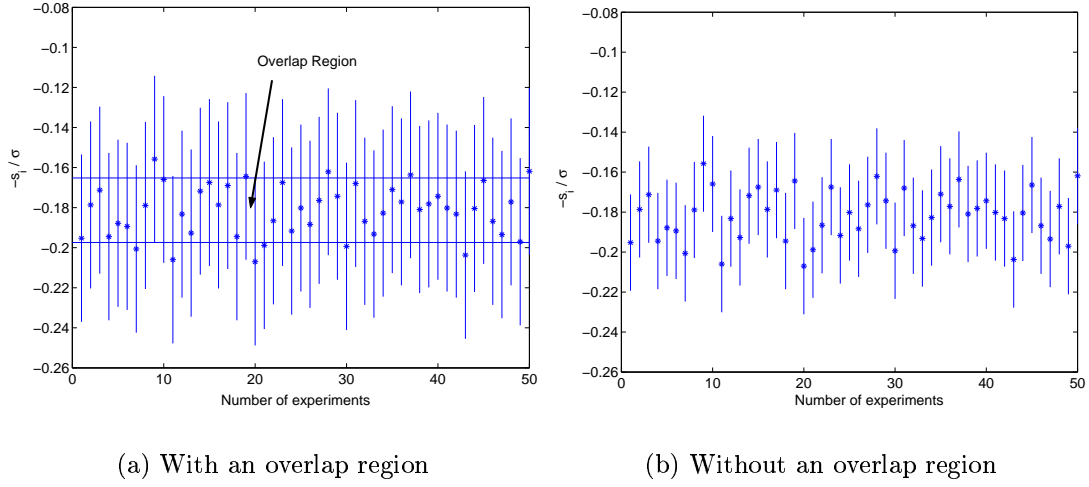 −0.08
−0.1
−0.12
−0.14
−0.16
−0.18
−0.2
−0.22
−0.24
−0.26
−s_i / σ
Overlap Region
0 10 20 30 40 50
Number of experiments
(a) With an overlap region
−0.08
−0.1
−0.12
−0.14
−0.16
−0.18
−0.2
−0.22
−0.24
−0.26
−s_i / σ
0 10 20 30 40 50
Number of experiments
(b) Without an overlap region